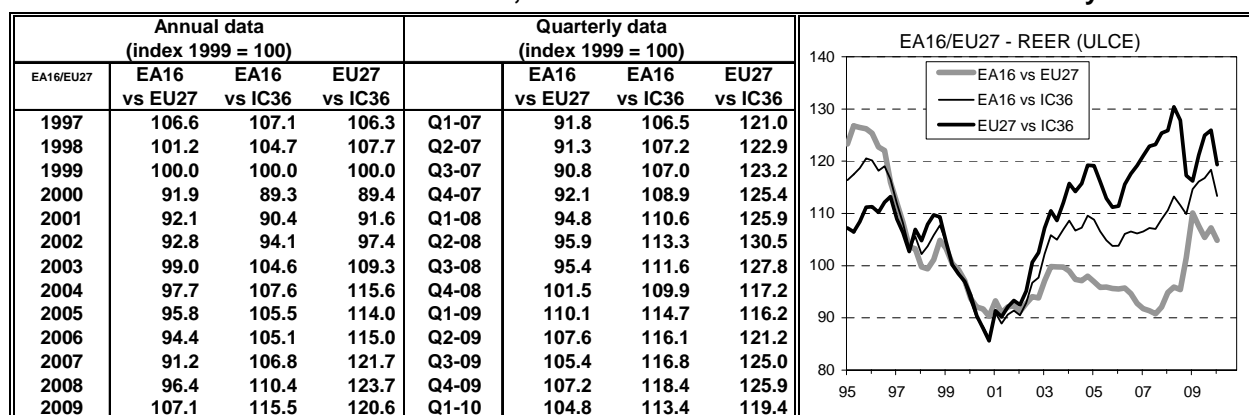 Annual data Quarterly data
(index 1999 = 100) (index 1999 = 100)
EA16/EU27 EA16 EA16 EU27 EA16 EA16 EU27
vs EU27 vs IC36 vs IC36 vs EU27 vs IC36 vs IC36
1997 106.6 107.1 106.3 Q1-07 91.8 106.5 121.0
1998 101.2 104.7 107.7 Q2-07 91.3 107.2 122.9
1999 100.0 100.0 100.0 Q3-07 90.8 107.0 123.2
2000 91.9 89.3 89.4 Q4-07 92.1 108.9 125.4
2001 92.1 90.4 91.6 Q1-08 94.8 110.6 125.9
2002 92.8 94.1 97.4 Q2-08 95.9 113.3 130.5
2003 99.0 104.6 109.3 Q3-08 95.4 111.6 127.8
2004 97.7 107.6 115.6 Q4-08 101.5 109.9 117.2
2005 95.8 105.5 114.0 Q1-09 110.1 114.7 116.2
2006 94.4 105.1 115.0 Q2-09 107.6 116.1 121.2
2007 91.2 106.8 121.7 Q3-09 105.4 116.8 125.0
2008 96.4 110.4 123.7 Q4-09 107.2 118.4 125.9
2009 107.1 115.5 120.6 Q1-10 104.8 113.4 119.4
EA16/EU27 - REER (ULCE)
EA16 vs EU27
EA16 vs IC36
EU27 vs IC36
140
130
120
110
100
90
80
95 97 99 01 03 05 07 09